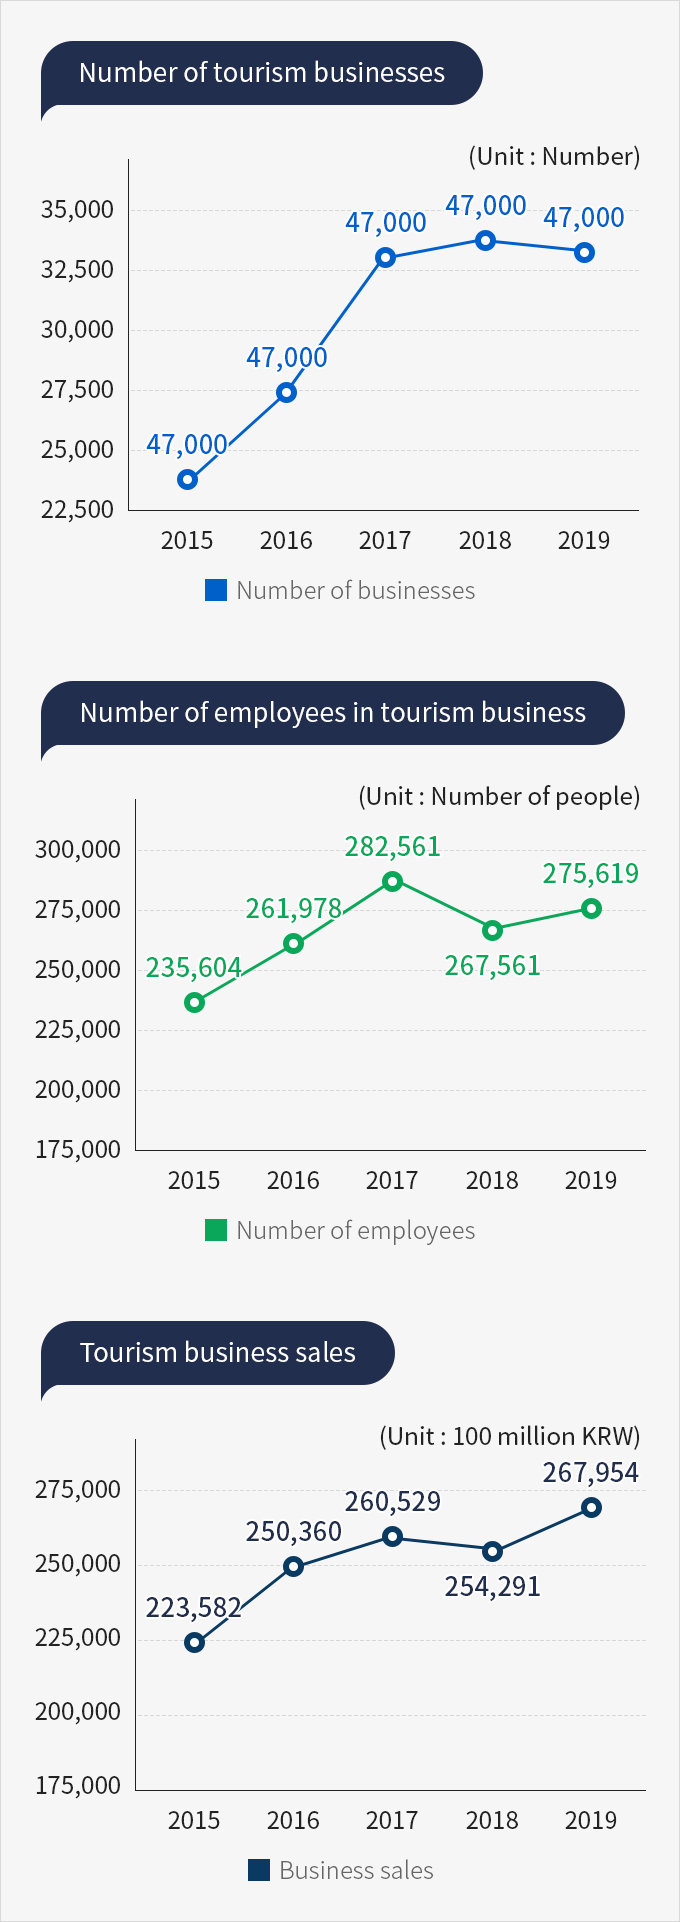 Number of tourism businesses
(Unit : Number)
35,000
32,500
30,000
27,500
25,000
22,500
47,000
47,000
47,000
47,000
47,000
2015 2016 2017 2018 2019
Number of businesses
Number of employees in tourism business
(Unit : Number of people)
300,000
275,000
250,000
225,000
200,000
175,000
235,604
261,978
282,561
267,561
275,619
2015 2016 2017 2018 2019
Number of employees
Tourism business sales
(Unit : 100 million KRW)
275,000
250,000
225,000
200,000
175,000
223,582
250,360
260,529
254,291
267,954
2015 2016 2017 2018 2019
Business sales